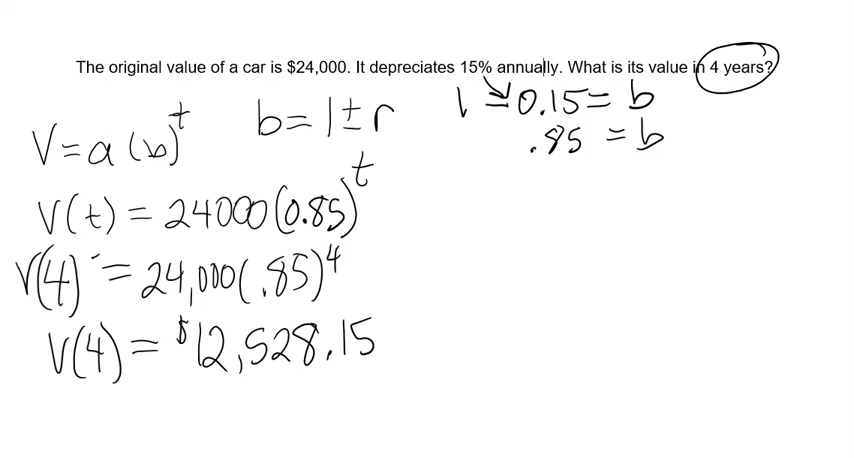 The original value of a car is $24,000. It depreciates 15% annually. What is its value in 4 years?
1 - 0.15 = b
.85 = b
b = 1 ± r
V = a (b)^t
V(t) = 24000(0.85)^t
V(4) = 24,000(.85)^4
V(4) = $12,528.15